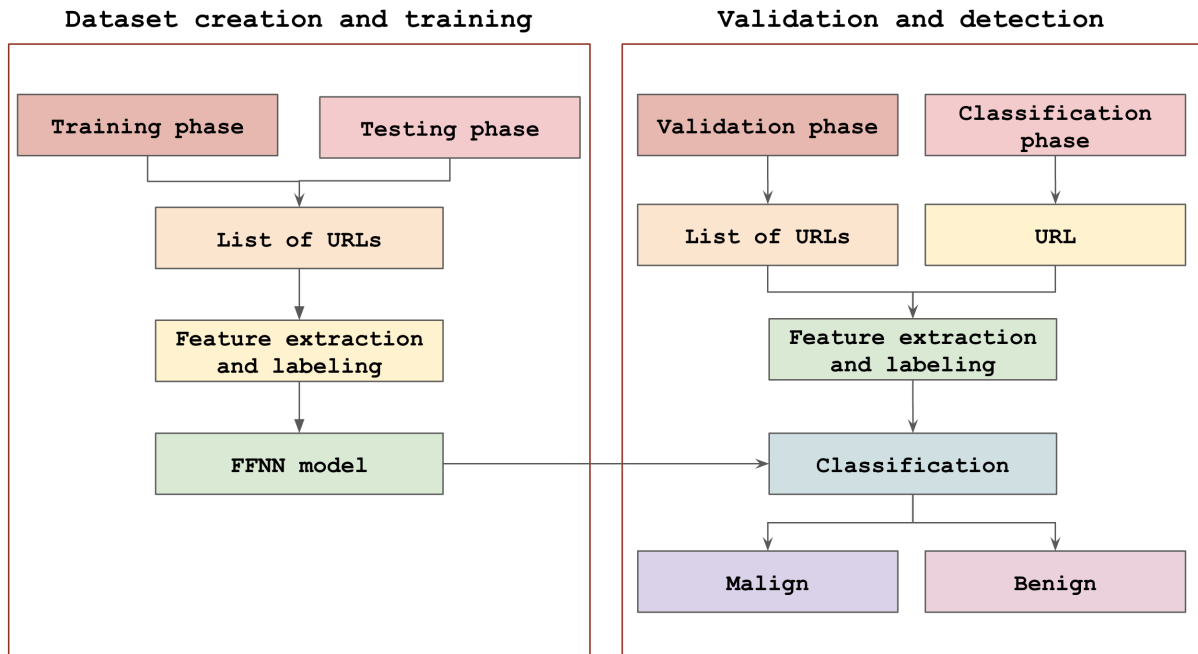 Dataset creation and training
Training phase
Testing phase
List of URLs
Feature extraction
and labeling
FFNN model
Validation and detection
Validation phase
Classification
phase
List of URLs
URL
Feature extraction
and labeling
Classification
Malign
Benign